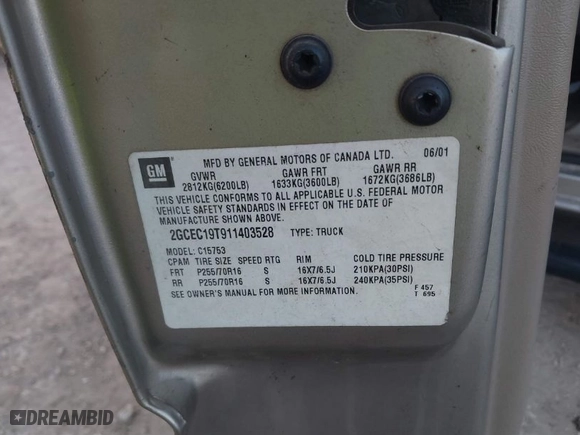 GM
MFD BY GENERAL MOTORS OF CANADA LTD. 06/01
GVWR GAWR FRT GAWR RR
2812KG(6200LB) 1633KG(3600LB) 1672KG(3686LB)
THIS VEHICLE CONFORMS TO ALL APPLICABLE U.S. FEDERAL MOTOR
VEHICLE SAFETY STANDARDS IN EFFECT ON THE DATE OF
MANUFACTURE SHOWN ABOVE.
2GCEC19T911403528 TYPE: TRUCK
MODEL: C15753
CPAM TIRE SIZE SPEED RTG RIM COLD TIRE PRESSURE
FRT P255/70R16 S 16X7/6.5J 210KPA(30PSI)
RR P255/70R16 S 16X7/6.5J 240KPA(35PSI)
SEE OWNER'S MANUAL FOR MORE INFORMATION.
F 457
T 695
DREAMBID